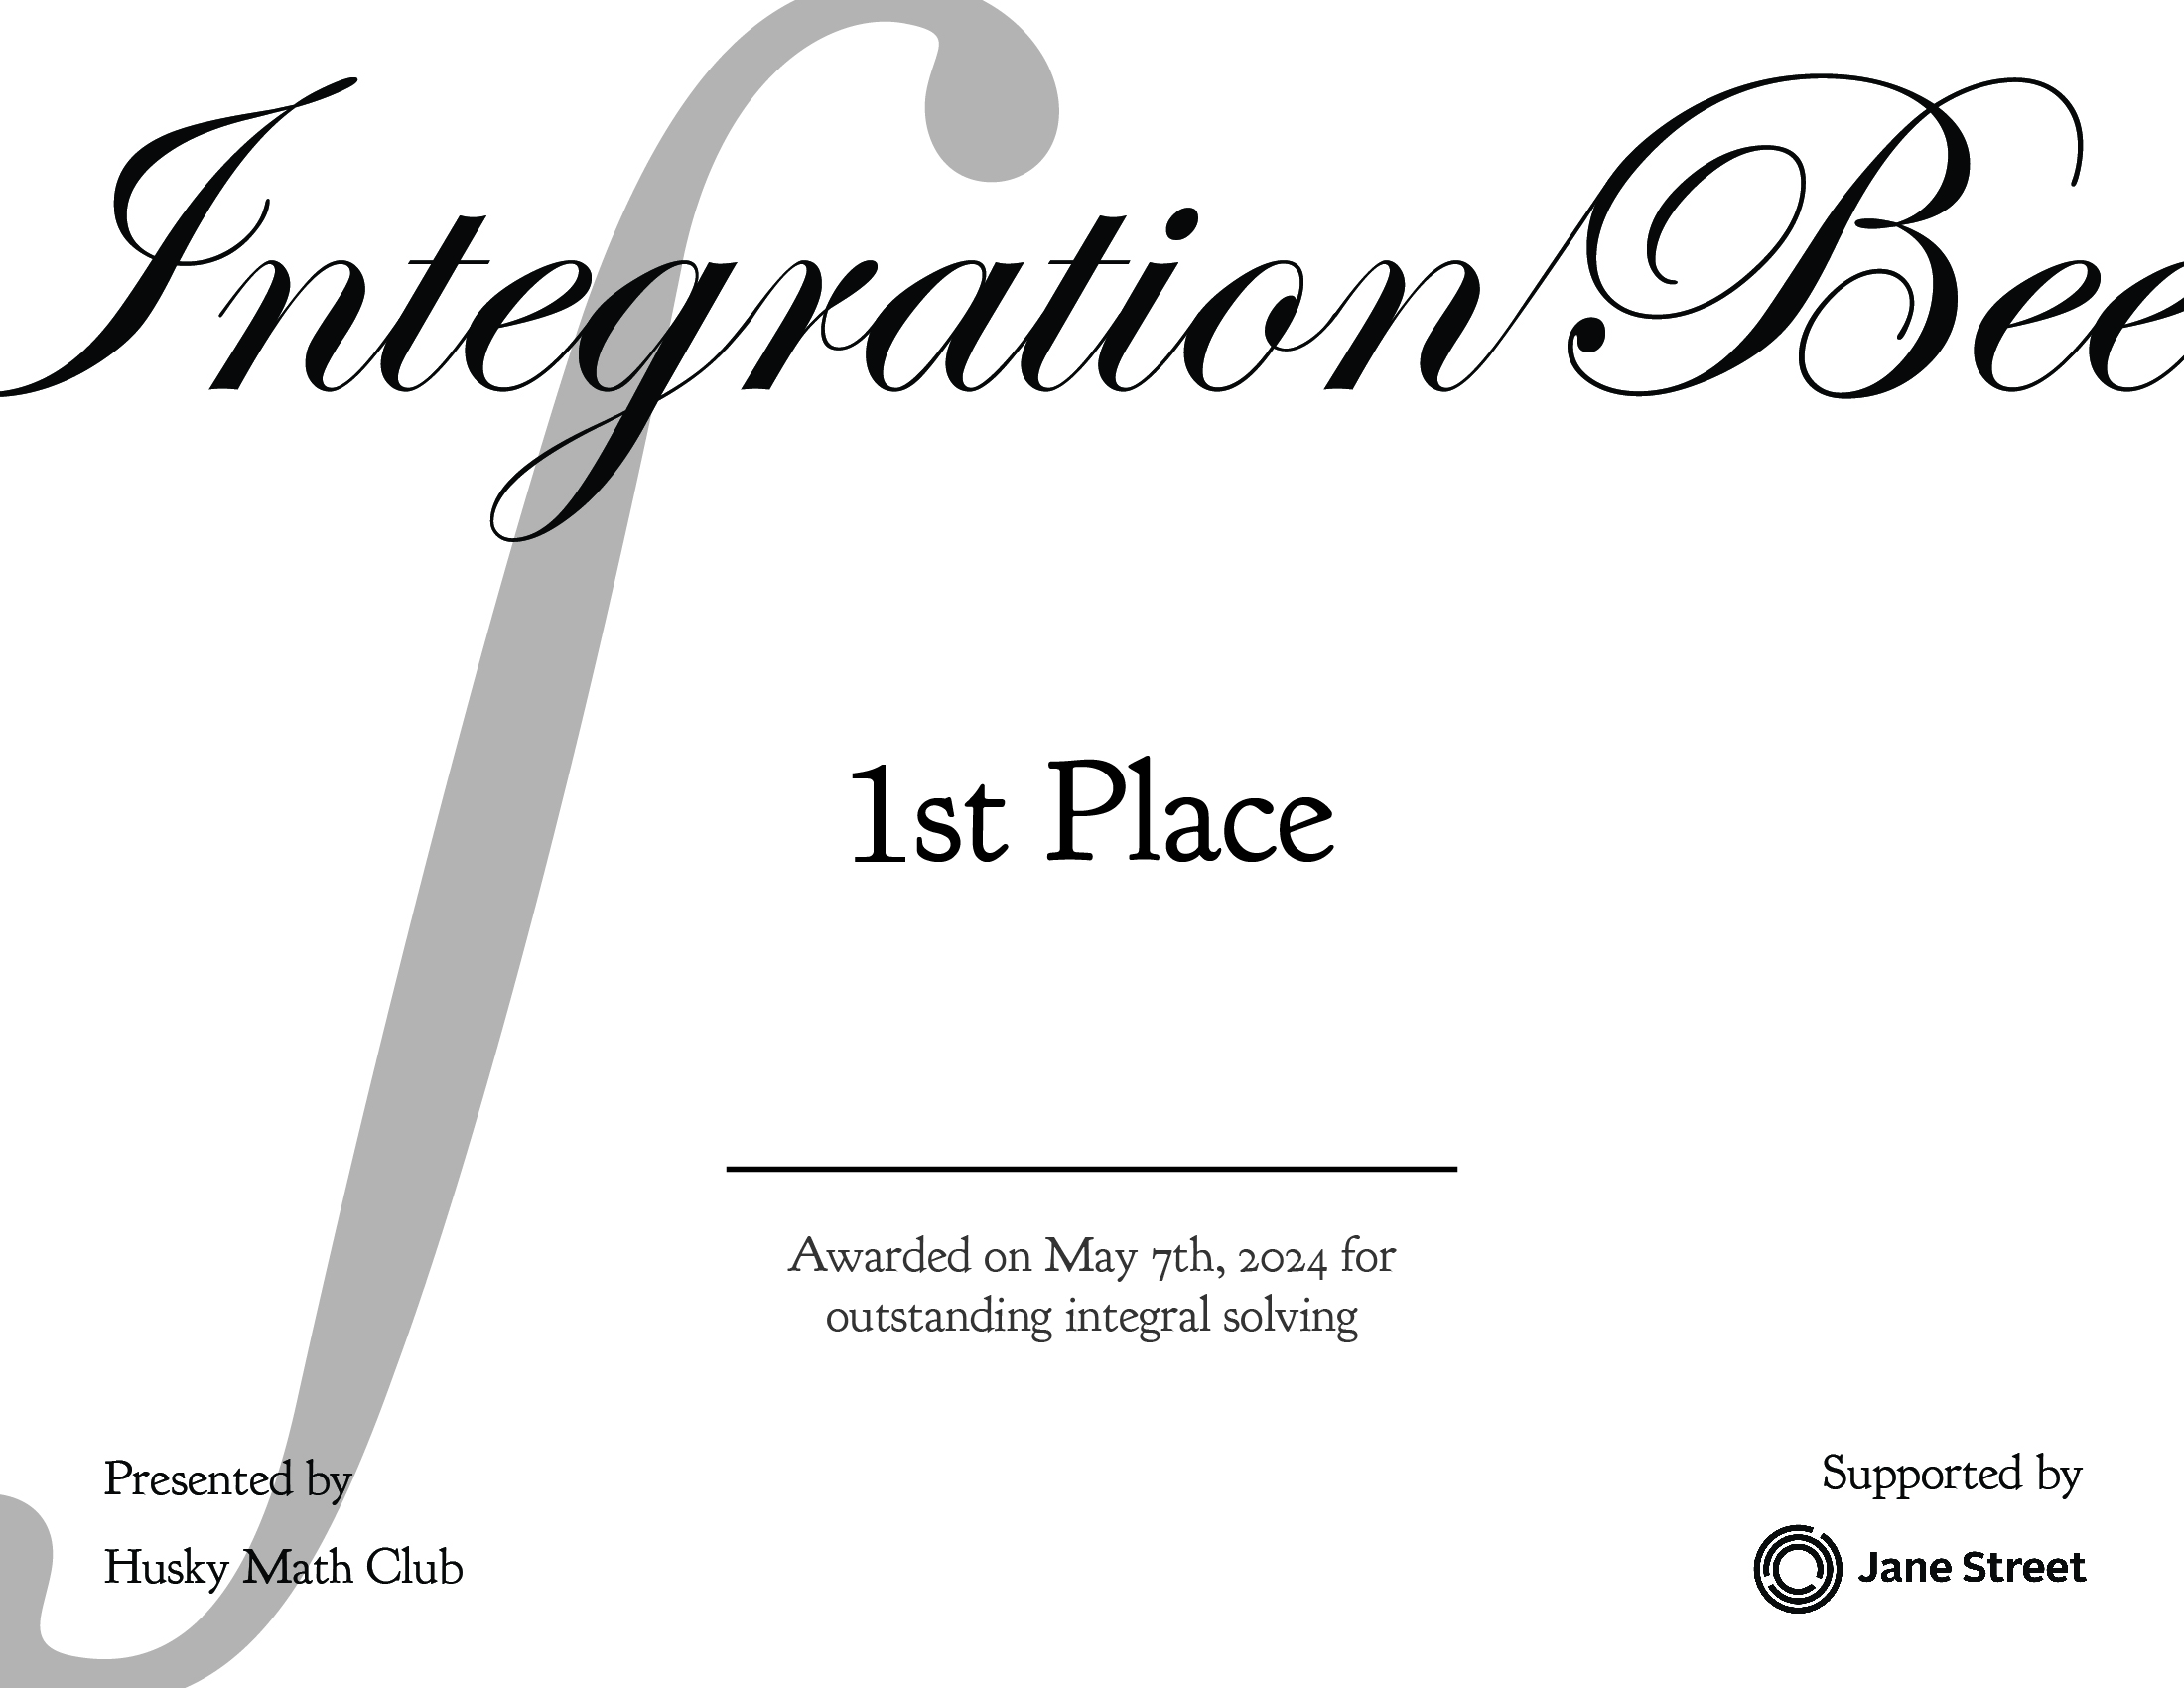 Integration Bee
1st Place
Awarded on May 7th, 2024 for
outstanding integral solving
Presented by
Husky Math Club
Supported by
Jane Street